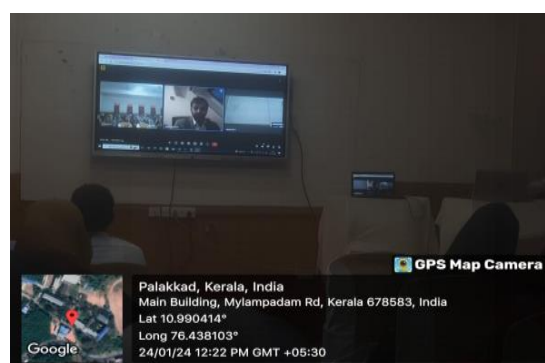 GPS Map Camera
Palakkad, Kerala, India
Main Building, Mylampadam Rd, Kerala 678583, India
Lat 10.990414°
Long 76.438103°
24/01/24 12:22 PM GMT +05:30
Google